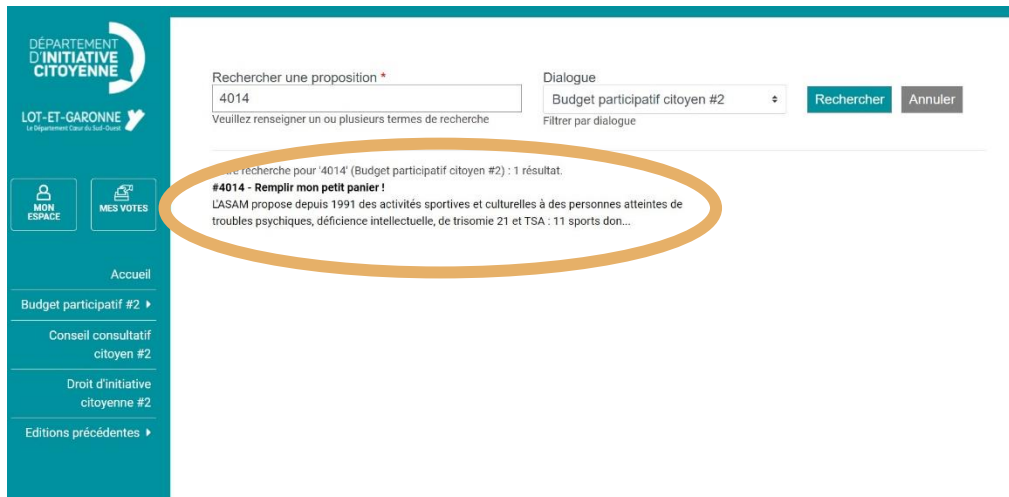 DÉPARTEMENT
D'INITIATIVE
CITOYENNE
LOT-ET-GARONNE
Le Département Cœur du Sud-Ouest
MON
ESPACE
MES VOTES
Accueil
Budget participatif #2
Conseil consultatif
citoyen #2
Droit d'initiative
citoyenne #2
Editions précédentes
Rechercher une proposition *
4014
Veuillez renseigner un ou plusieurs termes de recherche
Dialogue
Budget participatif citoyen #2
Filtrer par dialogue
Rechercher
Annuler
recherche pour '4014' (Budget participatif citoyen #2) : 1 résultat.
#4014 - Remplir mon petit panier !
L'ASAM propose depuis 1991 des activités sportives et culturelles à des personnes atteintes de
troubles psychiques, déficience intellectuelle, de trisomie 21 et TSA : 11 sports don...